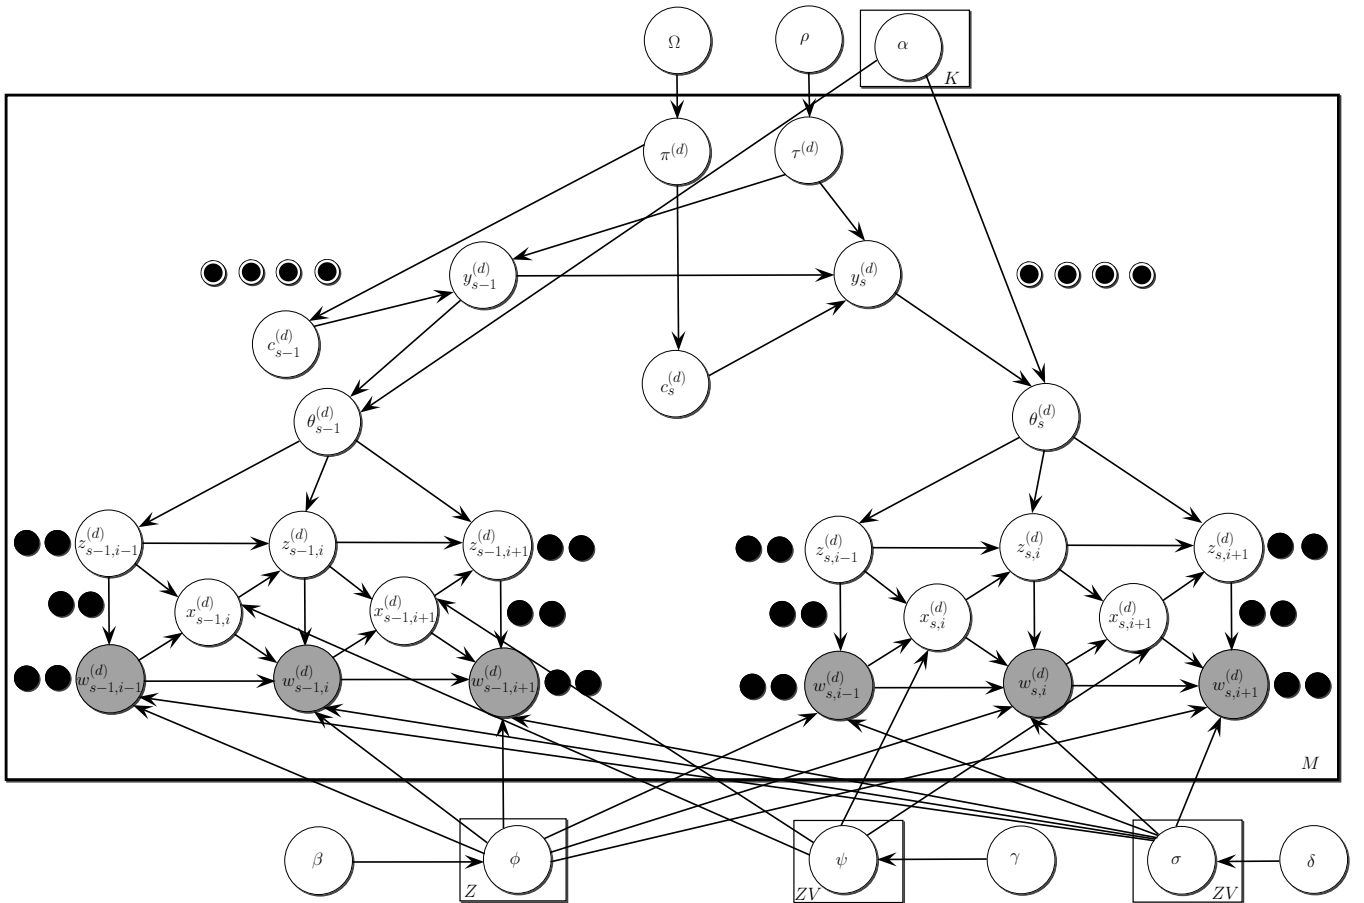 Ω
ρ
α
K
π^(d)
τ^(d)
y_{s−1}^(d)
y_s^(d)
c_{s−1}^(d)
c_s^(d)
θ_{s−1}^(d)
θ_s^(d)
z_{s−1,i−1}^(d)
z_{s−1,i}^(d)
z_{s−1,i+1}^(d)
z_{s,i−1}^(d)
z_{s,i}^(d)
z_{s,i+1}^(d)
x_{s−1,i}^(d)
x_{s−1,i+1}^(d)
x_{s,i}^(d)
x_{s,i+1}^(d)
w_{s−1,i−1}^(d)
w_{s−1,i}^(d)
w_{s−1,i+1}^(d)
w_{s,i−1}^(d)
w_{s,i}^(d)
w_{s,i+1}^(d)
M
β
ϕ
Z
ψ
ZV
γ
σ
ZV
δ